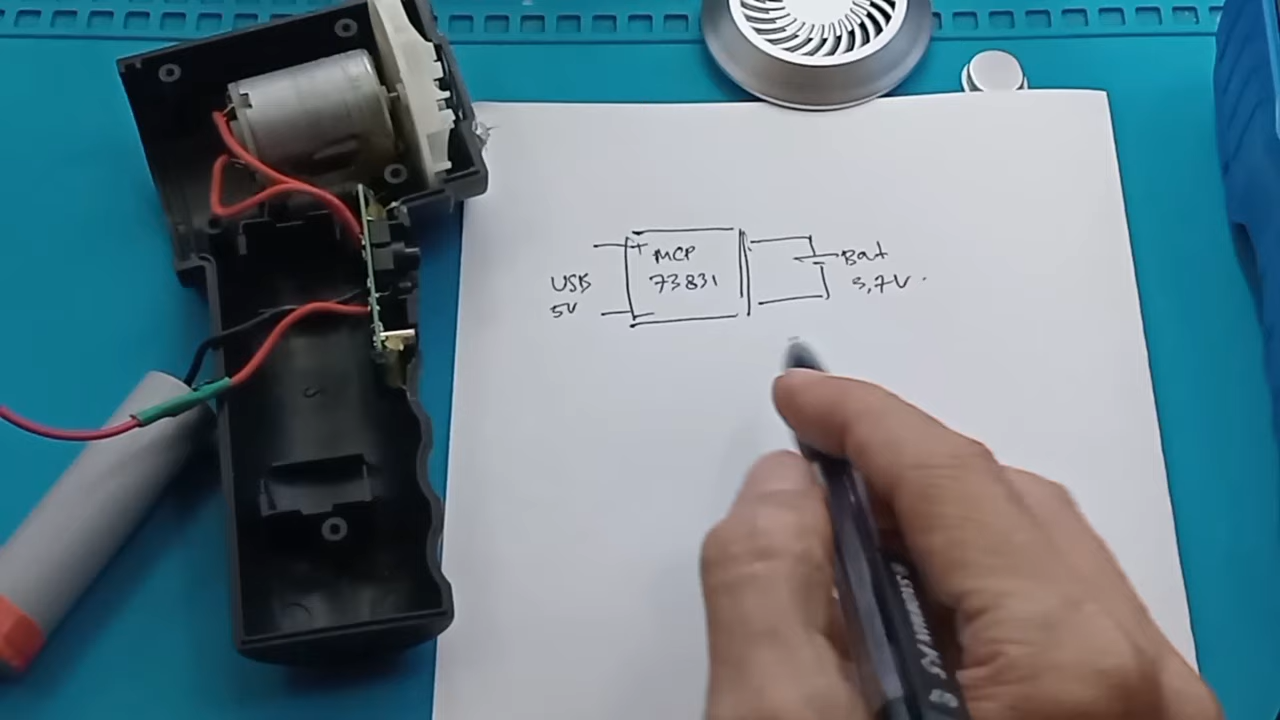 + MCP
73831
USB
5V -
Bat
3,7V.